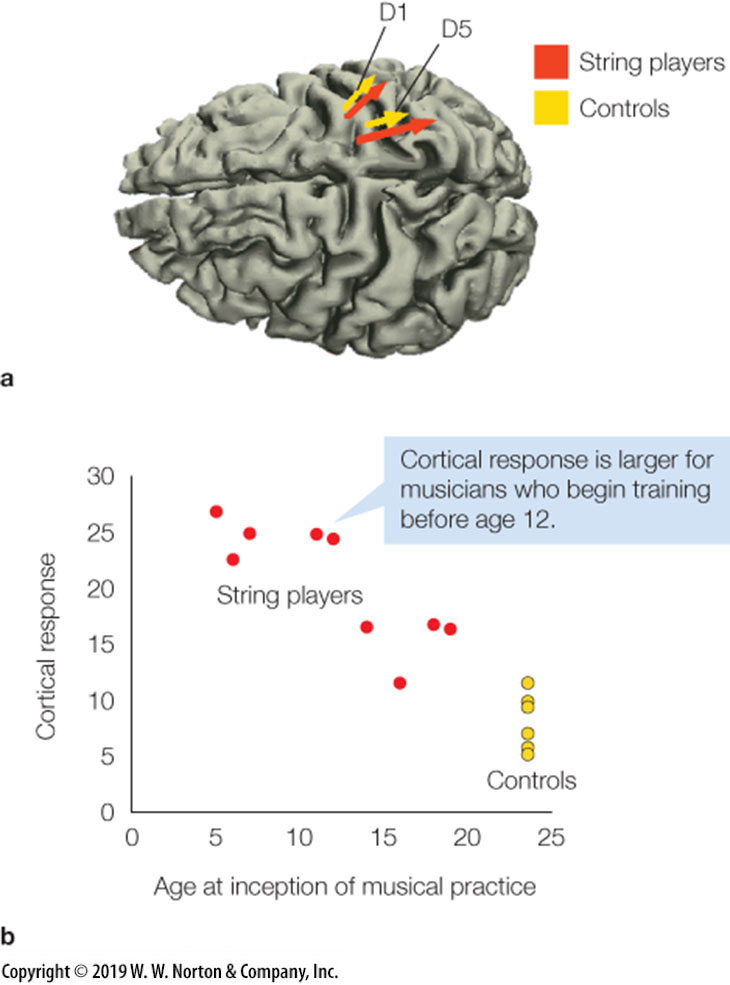 D1
D5
String players
Controls
a
Cortical response is larger for
musicians who begin training
before age 12.
30
25
20
15
10
5
0
Cortical response
String players
Controls
0 5 10 15 20 25
Age at inception of musical practice
b
Copyright © 2019 W. W. Norton & Company, Inc.